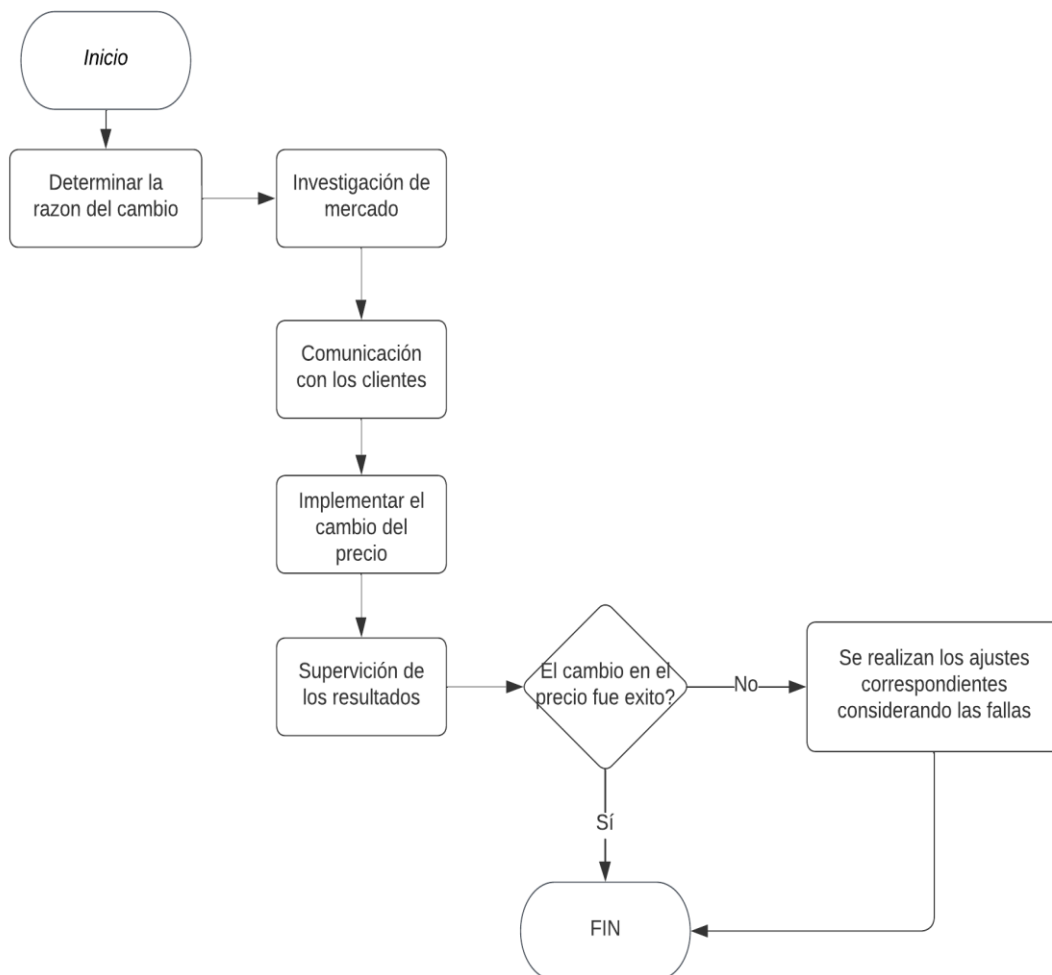 Inicio
Determinar la
razon del cambio
Investigación de
mercado
Comunicación
con los clientes
Implementar el
cambio del
precio
Supervición de
los resultados
El cambio en el
precio fue exito?
No
Se realizan los ajustes
correspondientes
considerando las fallas
Sí
FIN